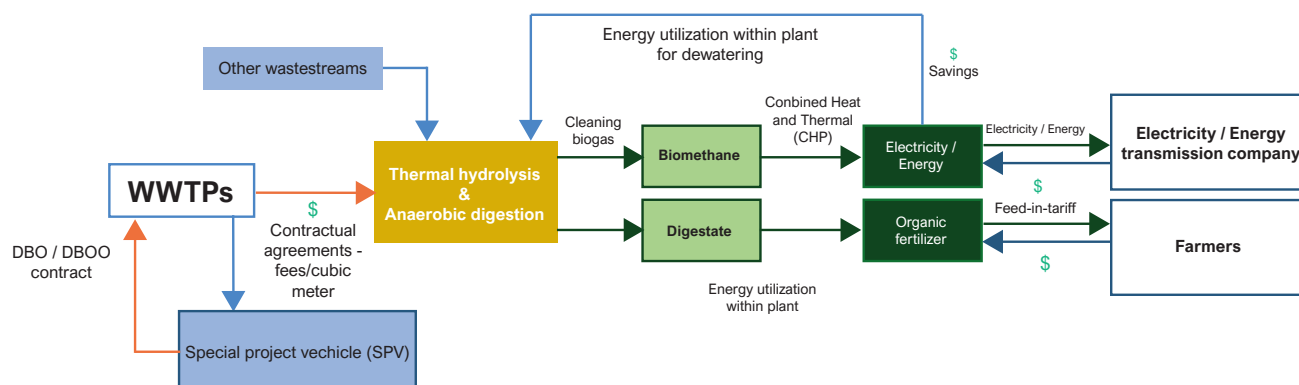 Energy utilization within plant
for dewatering
$
Savings
Other wastestreams
Cleaning
biogas
Combined Heat
and Thermal
(CHP)
Thermal hydrolysis
&
Anaerobic digestion
Biomethane
Electricity /
Energy
Electricity / Energy
$
Electricity / Energy
transmission company
WWTPs
$
Contractual
agreements -
fees/cubic
meter
DBO / DBOO
contract
Digestate
Organic
fertilizer
Feed-in-tariff
$
Farmers
Energy utilization
within plant
Special project vechicle (SPV)